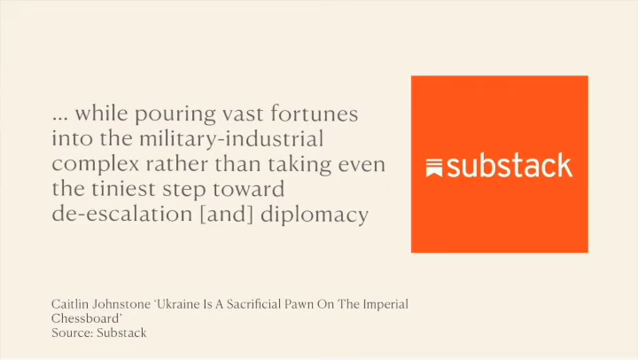 ... while pouring vast fortunes
into the military-industrial
complex rather than taking even
the tiniest step toward
de-escalation [and] diplomacy
substack
Caitlin Johnstone 'Ukraine Is A Sacrificial Pawn On The Imperial
Chessboard'
Source: Substack